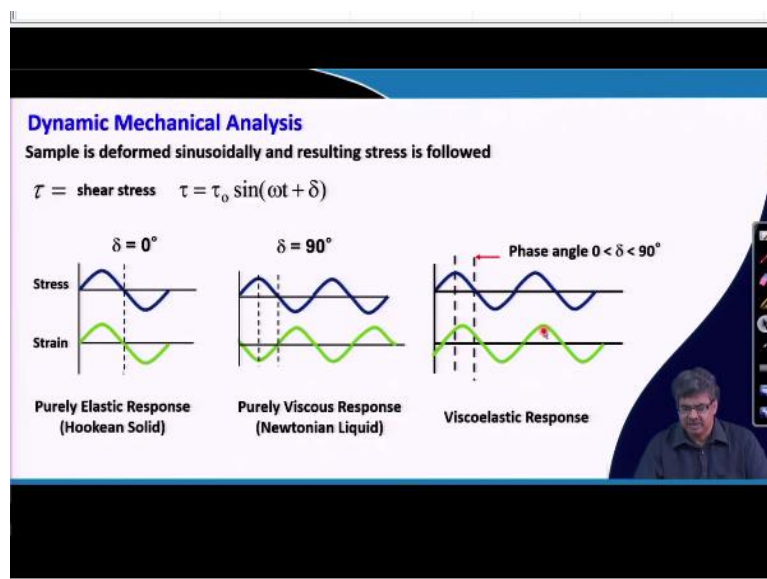 Dynamic Mechanical Analysis
Sample is deformed sinusoidally and resulting stress is followed
τ = shear stress τ = τ₀ sin(ωt + δ)
δ = 0° δ = 90° Phase angle 0 < δ < 90°
Stress
Strain
Purely Elastic Response
(Hookean Solid)
Purely Viscous Response
(Newtonian Liquid)
Viscoelastic Response